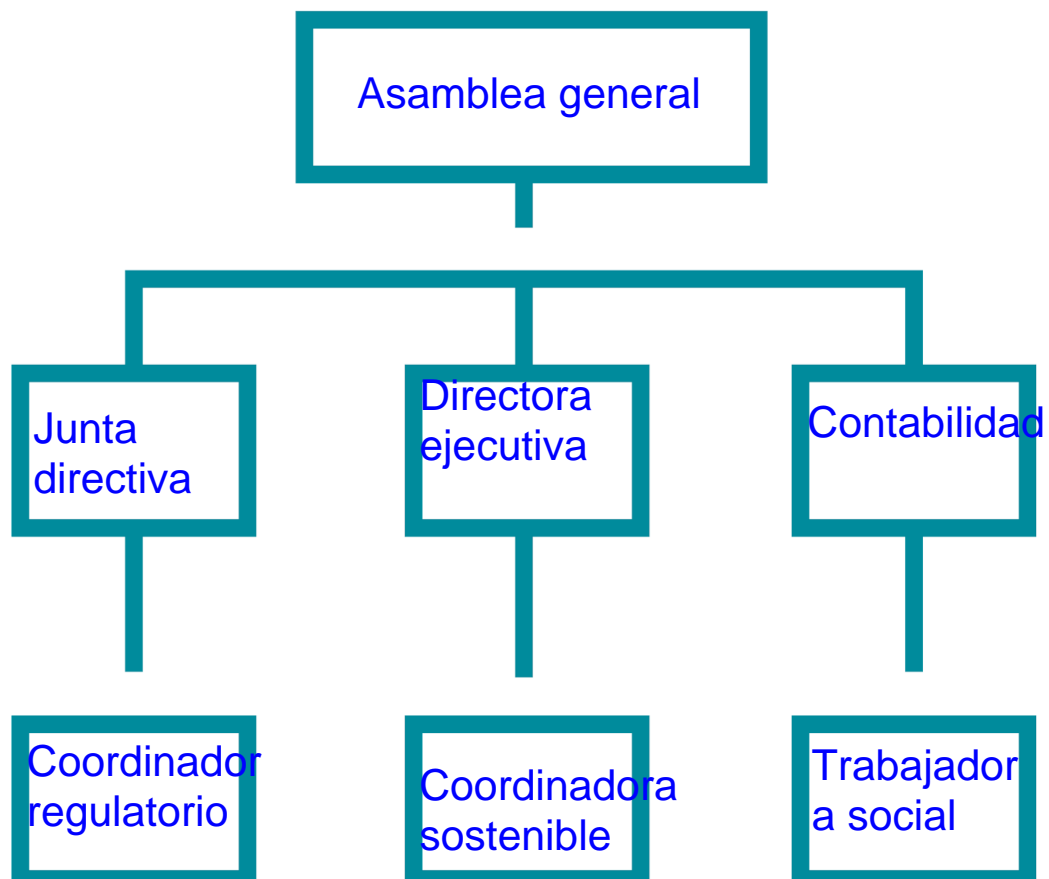 Asamblea general
Junta
directiva
Directora
ejecutiva
Contabilidad
Coordinador
regulatorio
Coordinadora
sostenible
Trabajador
a social